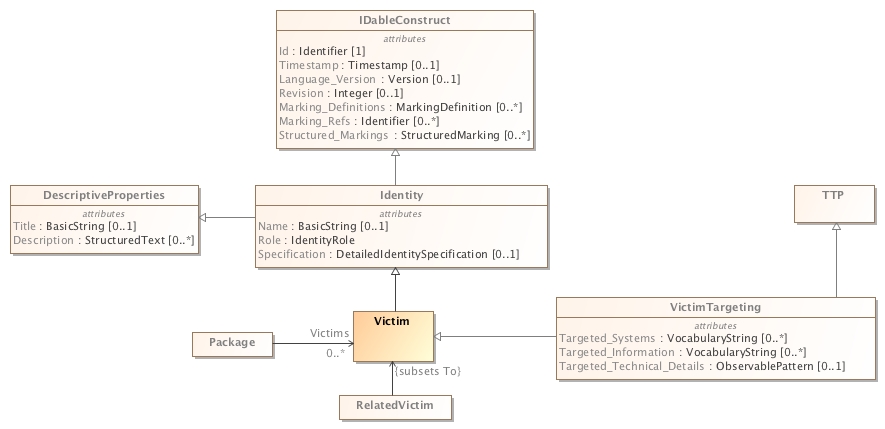 IDableConstruct
attributes
Id : Identifier [1]
Timestamp : Timestamp [0..1]
Language_Version : Version [0..1]
Revision : Integer [0..1]
Marking_Definitions : MarkingDefinition [0..*]
Marking_Refs : Identifier [0..*]
Structured_Markings : StructuredMarking [0..*]
DescriptiveProperties
attributes
Title : BasicString [0..1]
Description : StructuredText [0..*]
Identity
attributes
Name : BasicString [0..1]
Role : IdentityRole
Specification : DetailedIdentitySpecification [0..1]
TTP
VictimTargeting
attributes
Targeted_Systems : VocabularyString [0..*]
Targeted_Information : VocabularyString [0..*]
Targeted_Technical_Details : ObservablePattern [0..1]
Package
Victims
0..*
Victim
{subsets To}
RelatedVictim